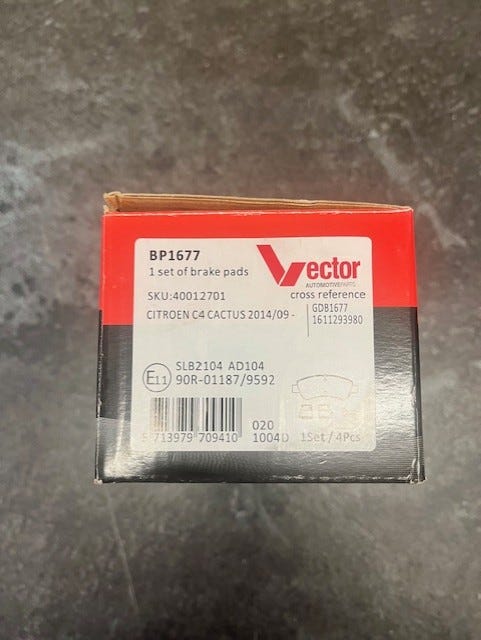 BP1677
1 set of brake pads
Vector
AUTOMOTIVEPARTS
cross reference
SKU:40012701
CITROEN C4 CACTUS 2014/09 -
GDB1677
1611293980
E11
SLB2104 AD104
90R-01187/9592
5 713979 709410
020
1004D
1Set / 4Pcs